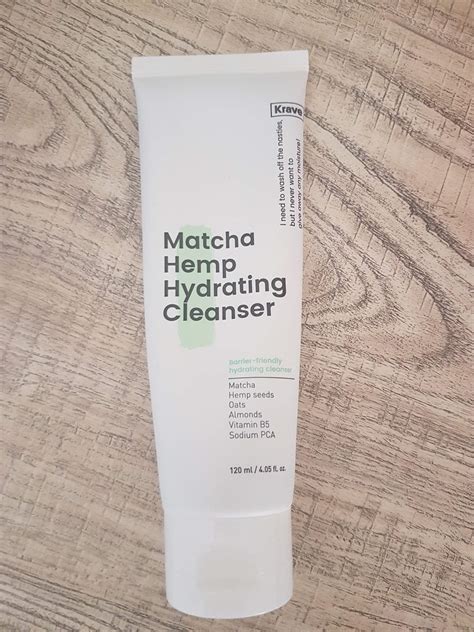 Krave
I need to wash off the nasties,
but I never want to
give away any moisture!
Matcha
Hemp
Hydrating
Cleanser
Barrier-friendly
hydrating cleanser
Matcha
Hemp seeds
Oats
Almonds
Vitamin B5
Sodium PCA
120 ml / 4.05 fl. oz.